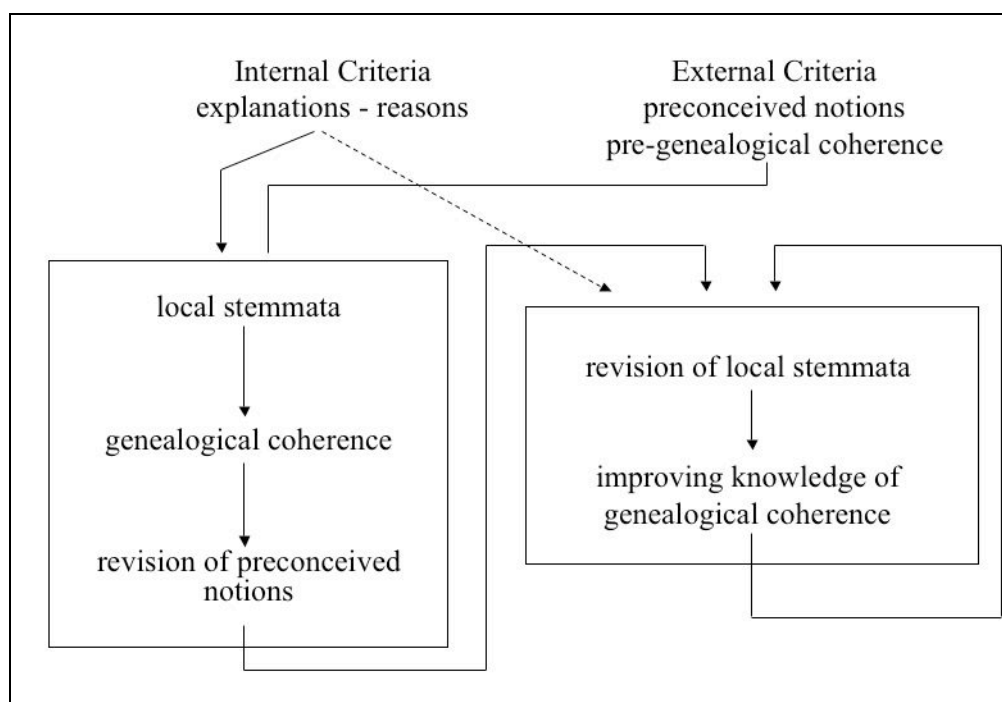 Internal Criteria
explanations - reasons
External Criteria
preconceived notions
pre-genealogical coherence
local stemmata
genealogical coherence
revision of preconceived
notions
revision of local stemmata
improving knowledge of
genealogical coherence